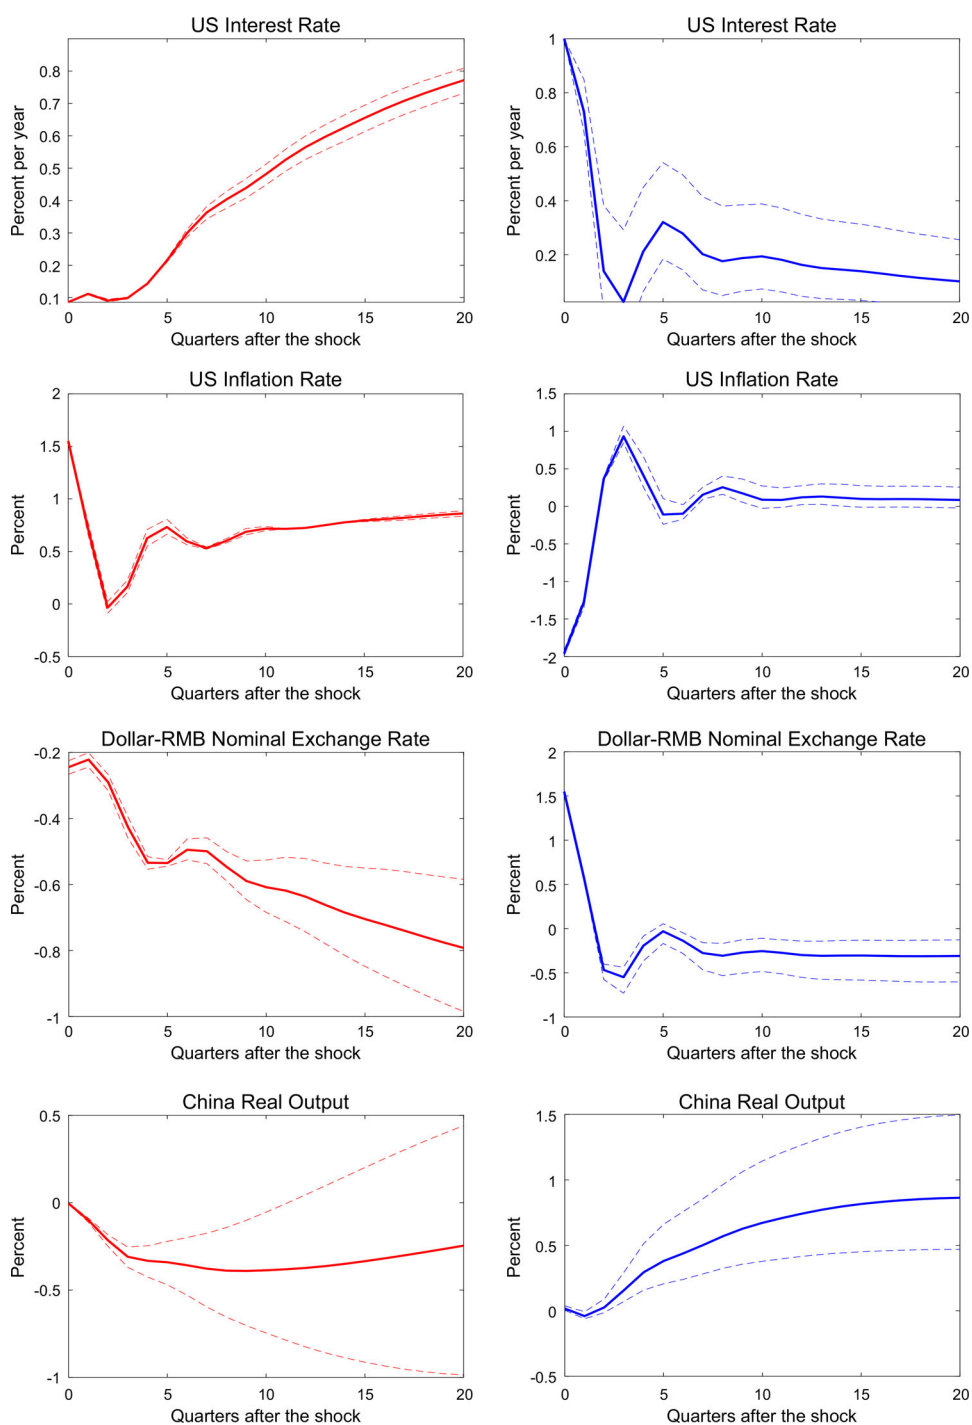 US Interest Rate
Percent per year
0.8
0.7
0.6
0.5
0.4
0.3
0.2
0.1
0 5 10 15 20
Quarters after the shock
US Interest Rate
Percent per year
1
0.8
0.6
0.4
0.2
0 5 10 15 20
Quarters after the shock
US Inflation Rate
Percent
2
1.5
1
0.5
0
-0.5
0 5 10 15 20
Quarters after the shock
US Inflation Rate
Percent
1.5
1
0.5
0
-0.5
-1
-1.5
-2
0 5 10 15 20
Quarters after the shock
Dollar-RMB Nominal Exchange Rate
Percent
-0.2
-0.4
-0.6
-0.8
-1
0 5 10 15 20
Quarters after the shock
Dollar-RMB Nominal Exchange Rate
Percent
2
1.5
1
0.5
0
-0.5
-1
0 5 10 15 20
Quarters after the shock
China Real Output
Percent
0.5
0
-0.5
-1
0 5 10 15 20
Quarters after the shock
China Real Output
Percent
1.5
1
0.5
0
-0.5
0 5 10 15 20
Quarters after the shock